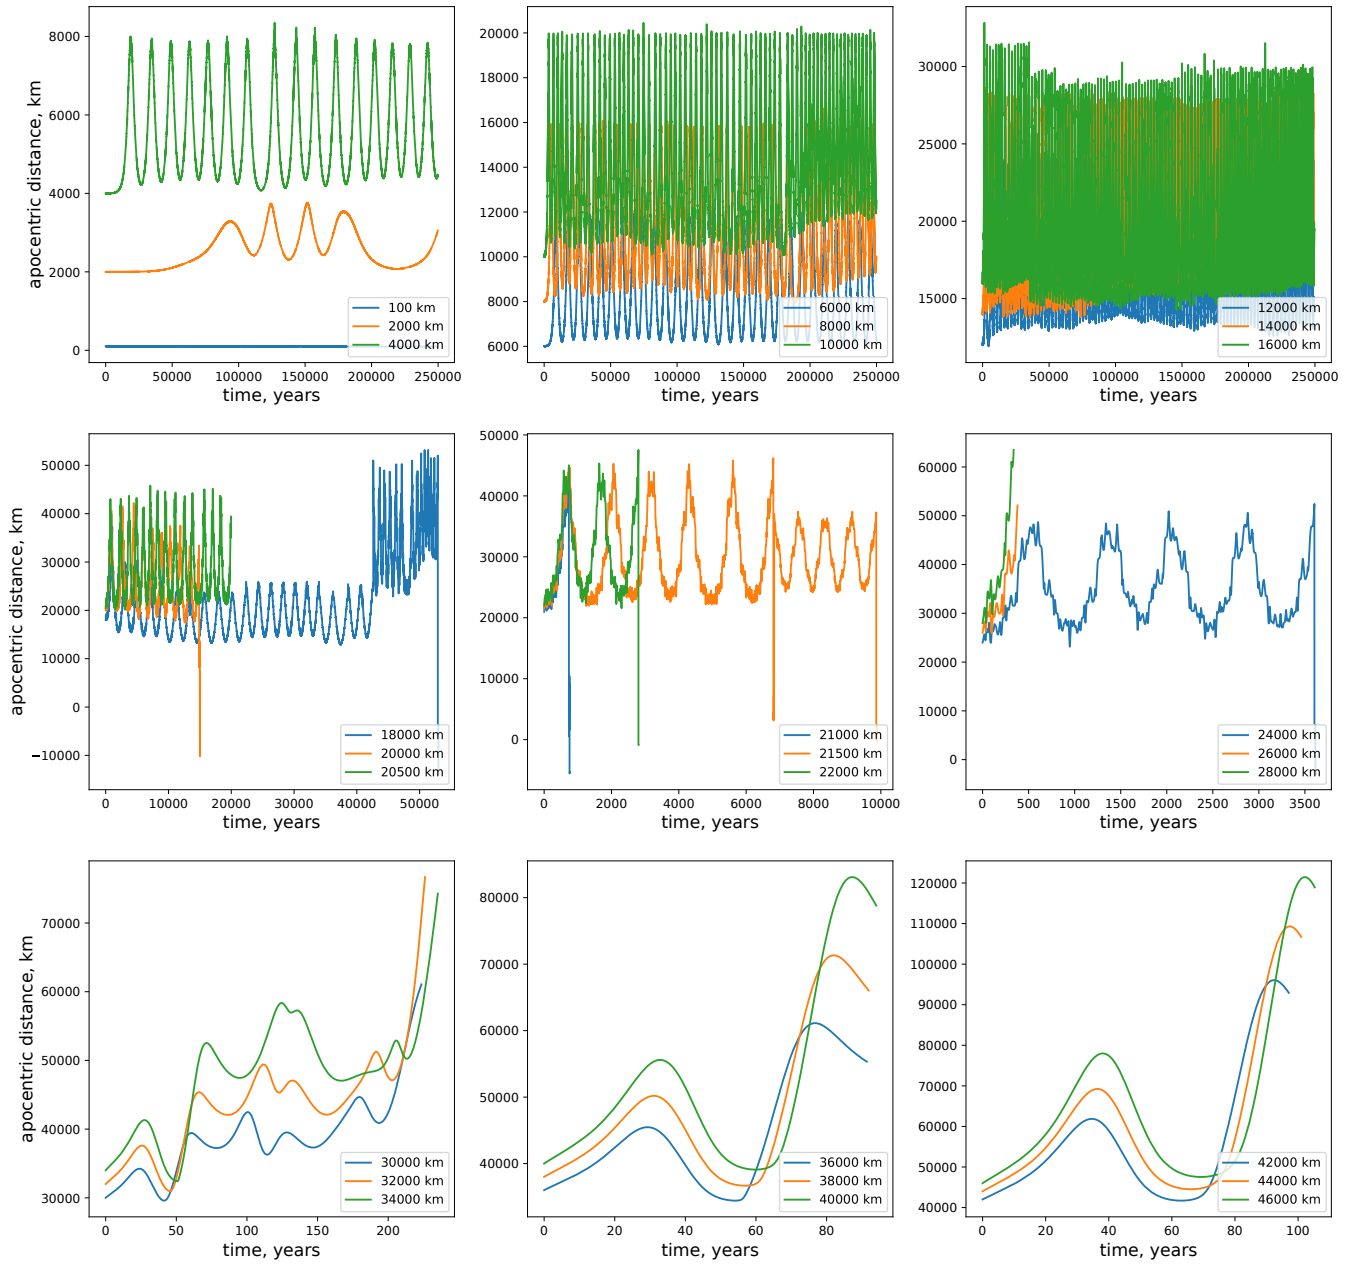 apocentric distance, km
8000
6000
4000
2000
0
100 km
2000 km
4000 km
0 50000 100000 150000 200000 250000
time, years
20000
18000
16000
14000
12000
10000
8000
6000
6000 km
8000 km
10000 km
0 50000 100000 150000 200000 250000
time, years
30000
25000
20000
15000
12000 km
14000 km
16000 km
0 50000 100000 150000 200000 250000
time, years
apocentric distance, km
50000
40000
30000
20000
10000
0
−10000
18000 km
20000 km
20500 km
0 10000 20000 30000 40000 50000
time, years
50000
40000
30000
20000
10000
0
21000 km
21500 km
22000 km
0 2000 4000 6000 8000 10000
time, years
60000
50000
40000
30000
20000
10000
0
24000 km
26000 km
28000 km
0 500 1000 1500 2000 2500 3000 3500
time, years
apocentric distance, km
70000
60000
50000
40000
30000
30000 km
32000 km
34000 km
0 50 100 150 200
time, years
80000
70000
60000
50000
40000
36000 km
38000 km
40000 km
0 20 40 60 80
time, years
120000
110000
100000
90000
80000
70000
60000
50000
40000
42000 km
44000 km
46000 km
0 20 40 60 80 100
time, years